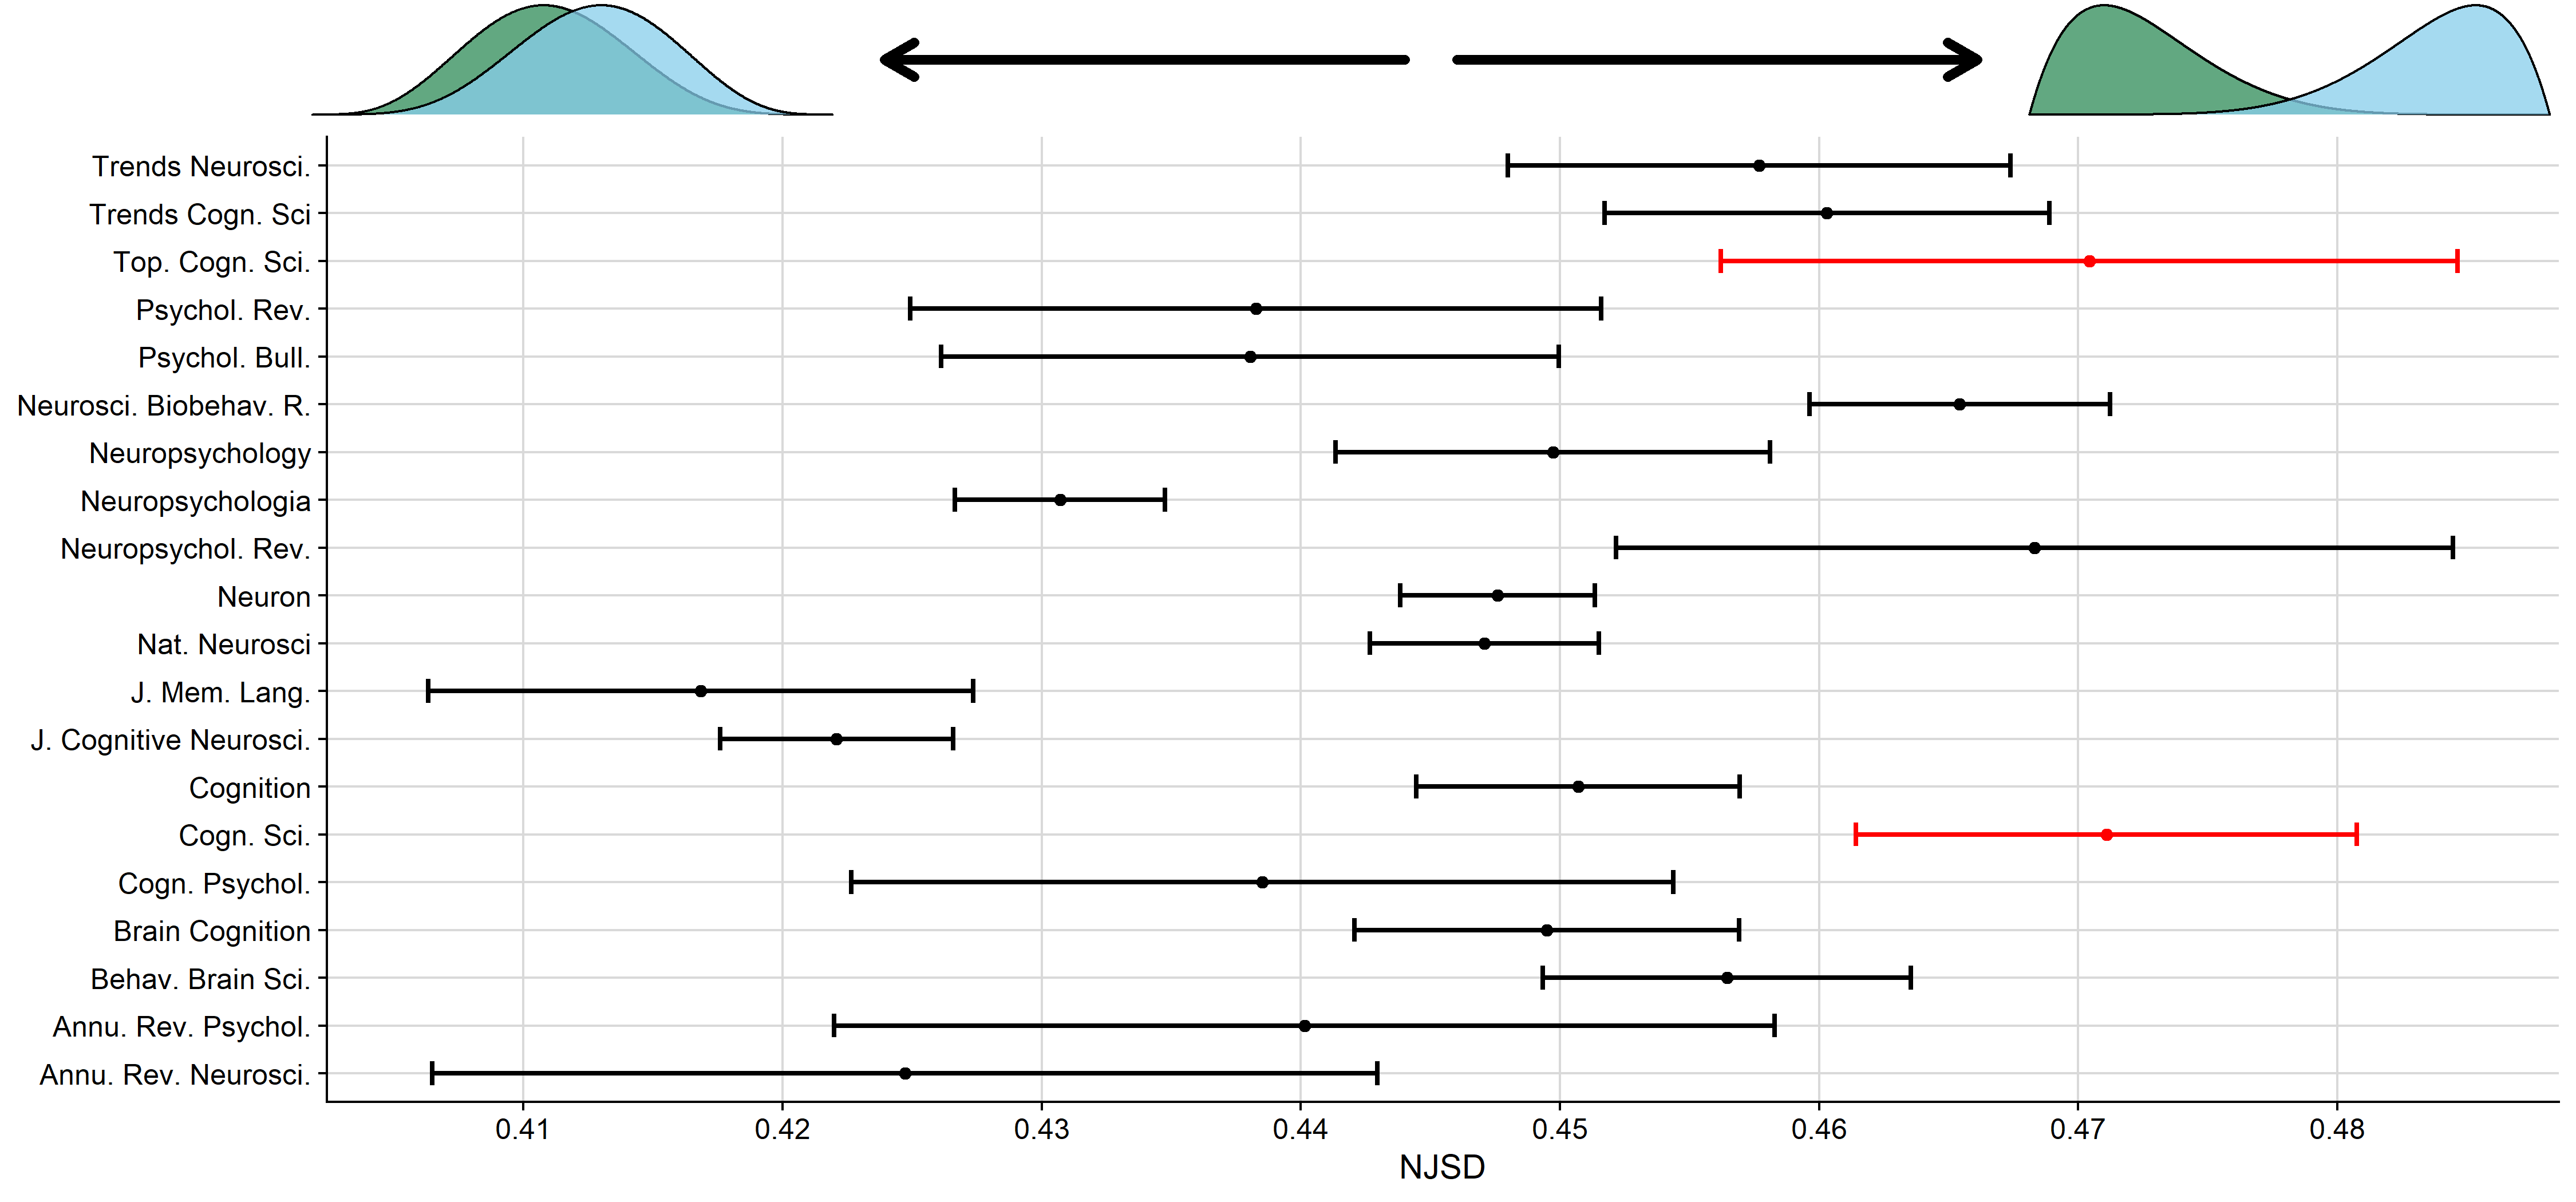 Trends Neurosci.
Trends Cogn. Sci
Top. Cogn. Sci.
Psychol. Rev.
Psychol. Bull.
Neurosci. Biobehav. R.
Neuropsychology
Neuropsychologia
Neuropsychol. Rev.
Neuron
Nat. Neurosci
J. Mem. Lang.
J. Cognitive Neurosci.
Cognition
Cogn. Sci.
Cogn. Psychol.
Brain Cognition
Behav. Brain Sci.
Annu. Rev. Psychol.
Annu. Rev. Neurosci.
0.41 0.42 0.43 0.44 0.45 0.46 0.47 0.48
NJSD